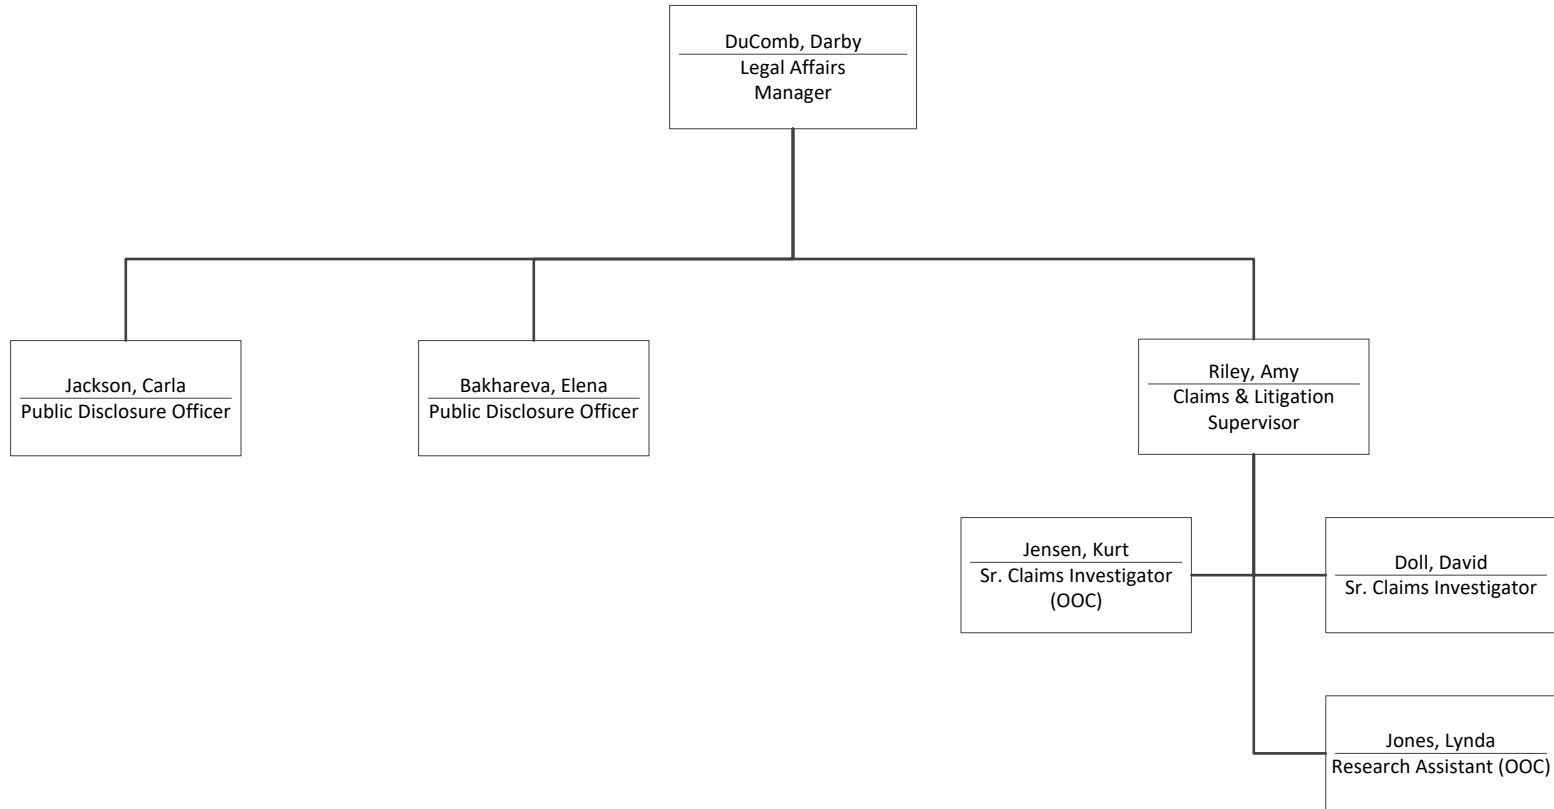 DuComb, Darby
Legal Affairs
Manager
Jackson, Carla
Public Disclosure Officer
Bakhareva, Elena
Public Disclosure Officer
Riley, Amy
Claims & Litigation
Supervisor
Jensen, Kurt
Sr. Claims Investigator
(OOC)
Doll, David
Sr. Claims Investigator
Jones, Lynda
Research Assistant (OOC)